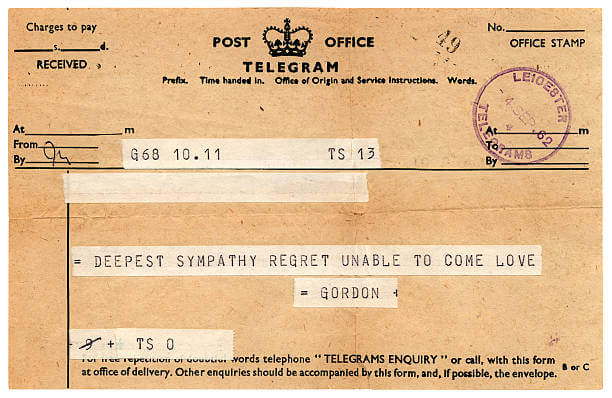 Charges to pay
s. d.
RECEIVED
POST OFFICE
TELEGRAM
Prefix. Time handed in. Office of Origin and Service Instructions. Words.
49
No.
OFFICE STAMP
LEICESTER
4 SEP 62
TELEGRAMS
At m
From
By
At m
To
By
G68 10.11 TS 13
= DEEPEST SYMPATHY REGRET UNABLE TO COME LOVE
= GORDON +
- 9 + TS O
For free repetition of doubtful words telephone "TELEGRAMS ENQUIRY" or call, with this form
at office of delivery. Other enquiries should be accompanied by this form, and, if possible, the envelope.
B or C